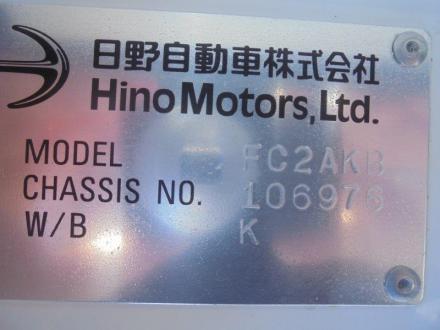 日野自動車株式会社
Hino Motors, Ltd.
MODEL FC2AKB
CHASSIS NO. 106976
W/B K